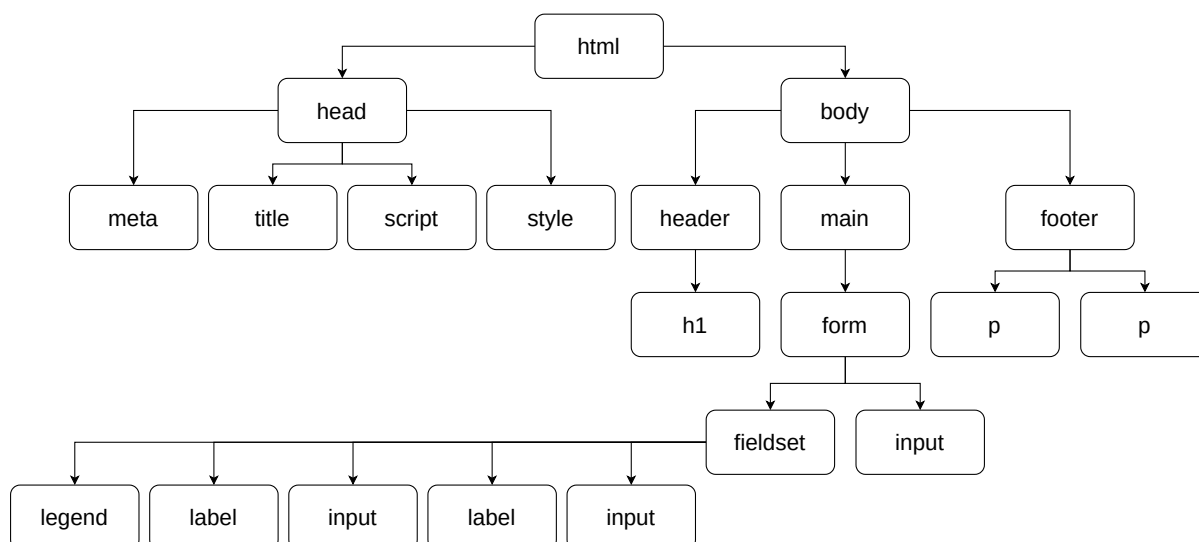 html
head
body
meta
title
script
style
header
main
footer
h1
form
p
p
fieldset
input
legend
label
input
label
input